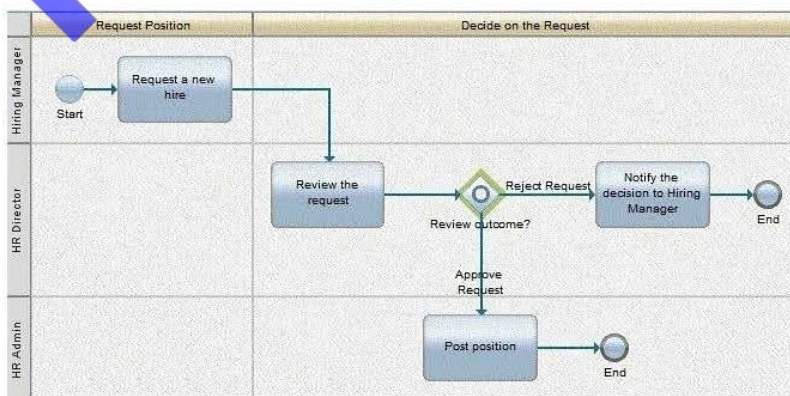 Request Position
Decide on the Request
Hiring Manager
Start
Request a new
hire
HR Director
Review the
request
Review outcome?
Reject Request
Notify the
decision to Hiring
Manager
End
Approve
Request
HR Admin
Post position
End